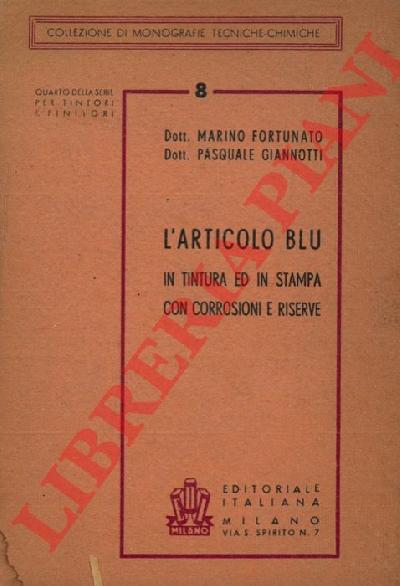 COLLEZIONE DI MONOGRAFIE TECNICHE-CHIMICHE
QUARTO DELLA SERIE
PER TINTORI
E FINITORI
8
Dott. MARINO FORTUNATO
Dott. PASQUALE GIANNOTTI
L'ARTICOLO BLU
IN TINTURA ED IN STAMPA
CON CORROSIONI E RISERVE
MILANO
EDITORIALE
ITALIANA
MILANO
VIA S. SPIRITO N. 7
LIBRERIA PIANI